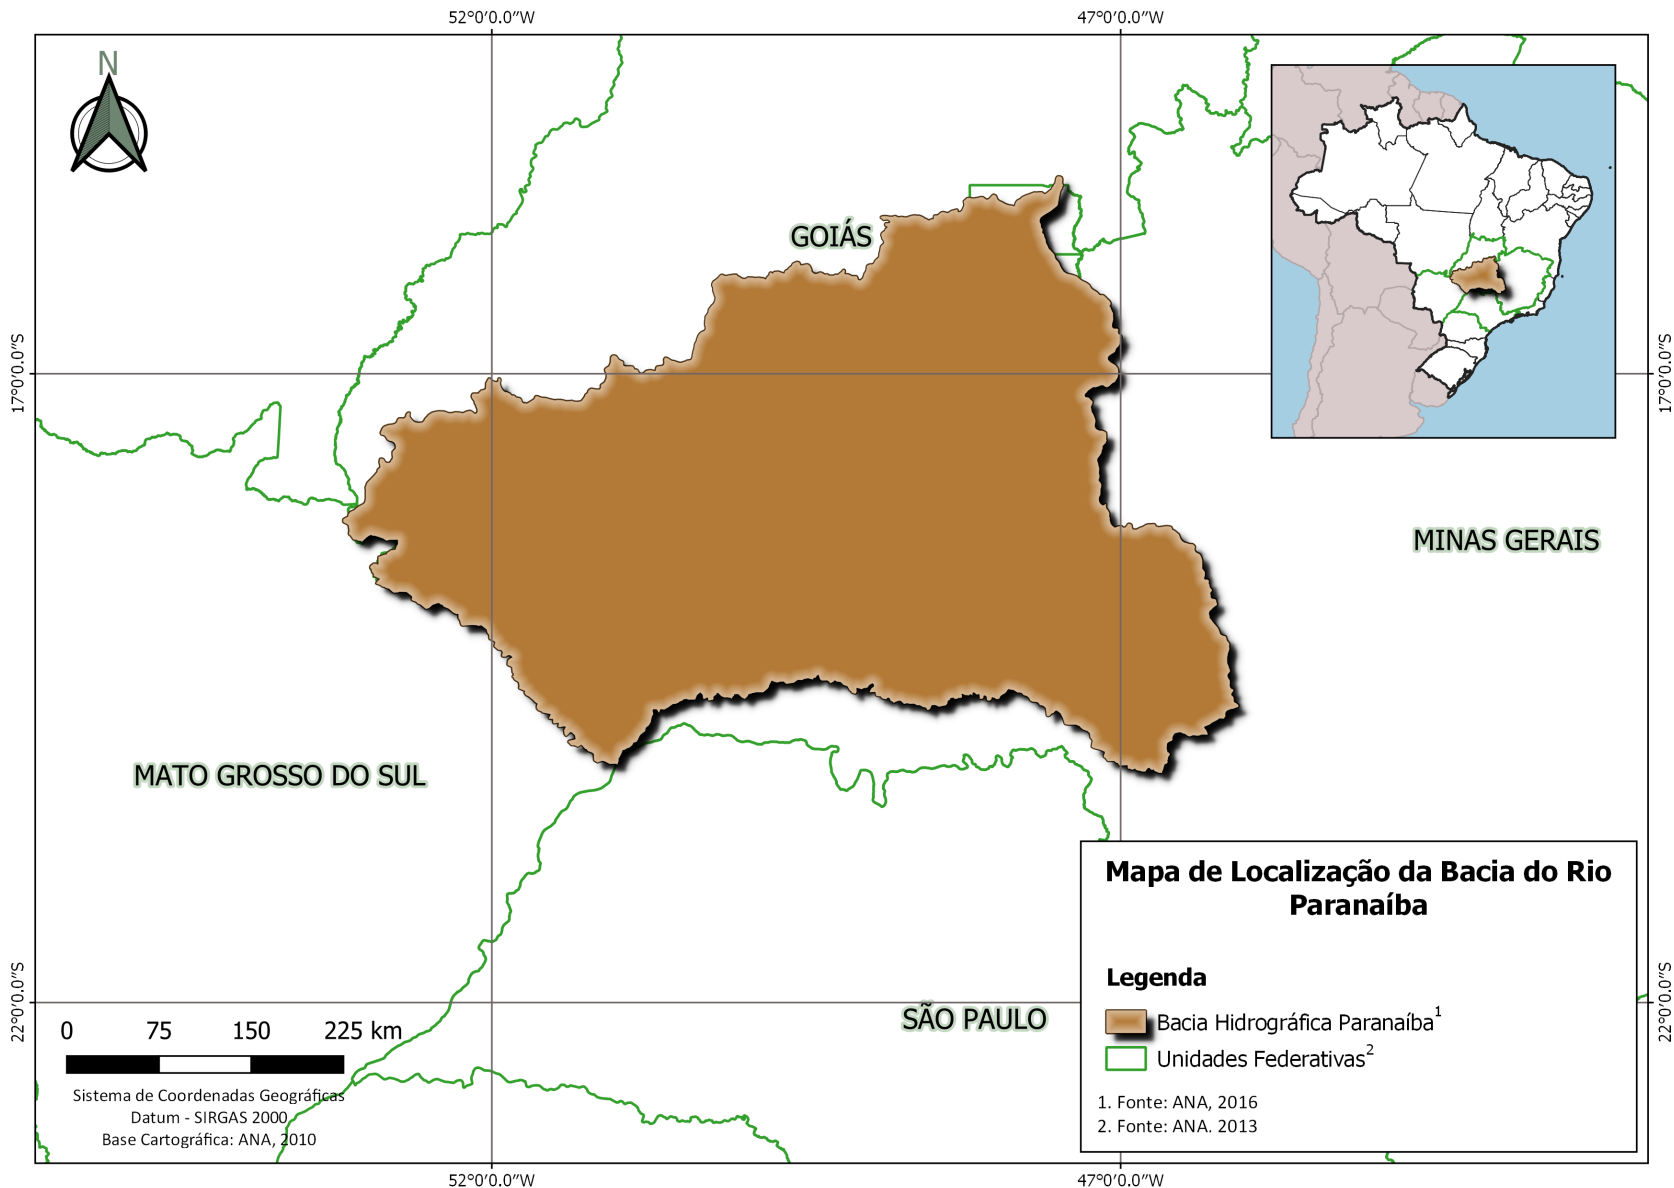 52°0'0.0"W
47°0'0.0"W
N
GOIÁS
17°0'0.0"S
17°0'0.0"S
MINAS GERAIS
MATO GROSSO DO SUL
Mapa de Localização da Bacia do Rio
Paranaíba
Legenda
22°0'0.0"S
22°0'0.0"S
SÃO PAULO
Bacia Hidrográfica Paranaíba¹
0 75 150 225 km
Unidades Federativas²
Sistema de Coordenadas Geográficas
Datum - SIRGAS 2000
Base Cartográfica: ANA, 2010
1. Fonte: ANA, 2016
2. Fonte: ANA. 2013
52°0'0.0"W
47°0'0.0"W